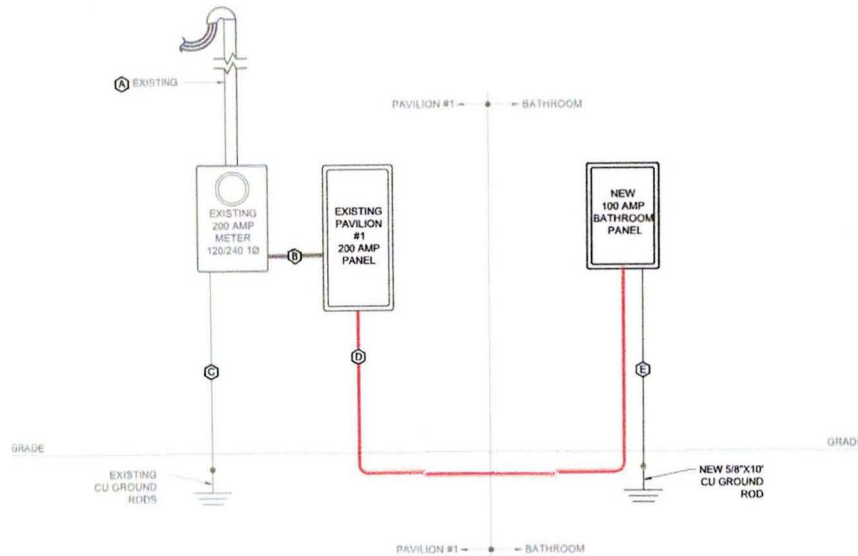 A EXISTING
PAVILION #1
BATHROOM
EXISTING
200 AMP
METER
120/240 1Ø
B
EXISTING
PAVILION
#1
200 AMP
PANEL
NEW
100 AMP
BATHROOM
PANEL
C
D
E
GRADE
GRADE
EXISTING
CU GROUND
RODS
NEW 5/8"X10'
CU GROUND
ROD
PAVILION #1
BATHROOM